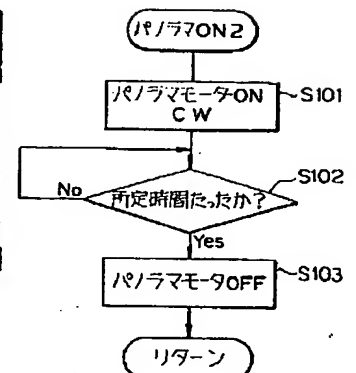 パノラマON2
パノラマモータON
CW
S101
所定時間たったか?
S102
No
Yes
パノラマモータOFF
S103
リターン